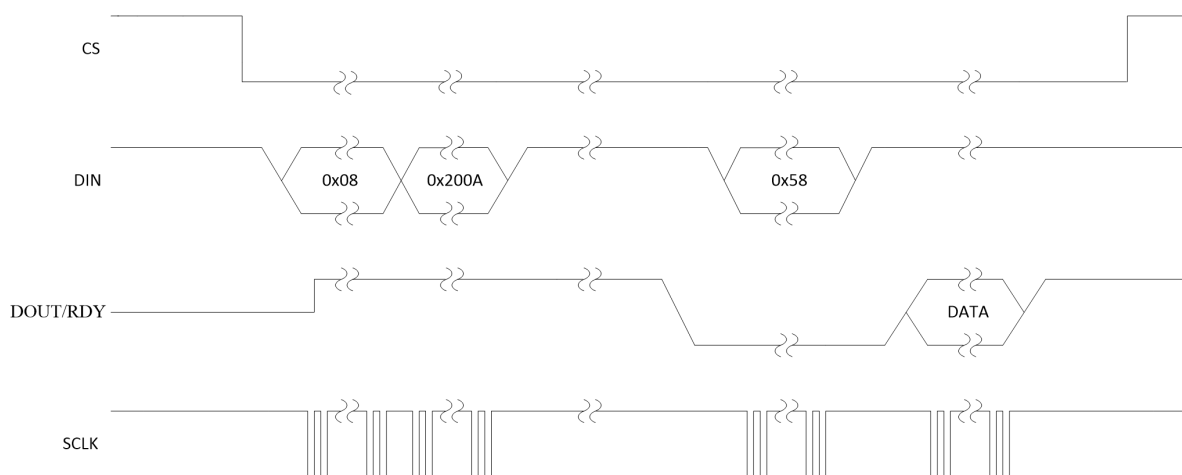 CS
DIN
0x08
0x200A
0x58
DOUT/RDY
DATA
SCLK